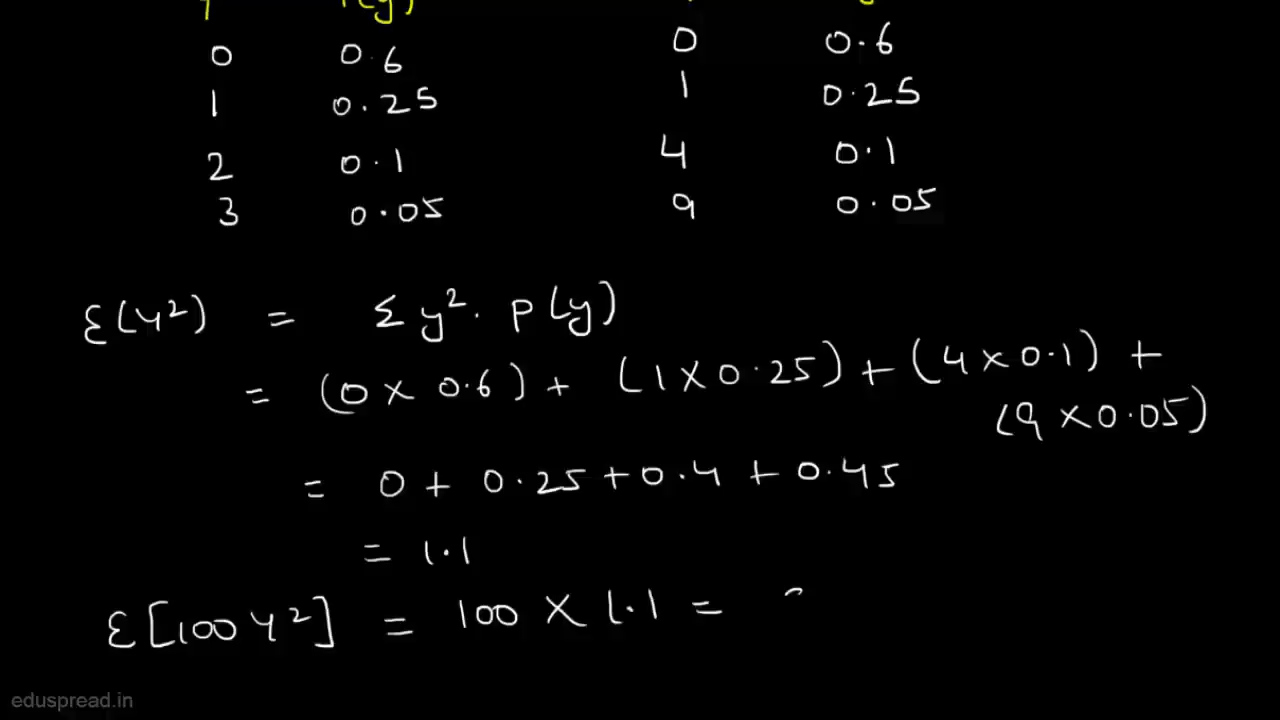 y P(y) y
0 0.6 0 0.6
1 0.25 1 0.25
2 0.1 4 0.1
3 0.05 9 0.05
E(Y²) = Σ y². P(y)
= (0 × 0.6) + (1 × 0.25) + (4 × 0.1) +
(9 × 0.05)
= 0 + 0.25 + 0.4 + 0.45
= 1.1
E[100 Y²] = 100 × 1.1 =
eduspread.in